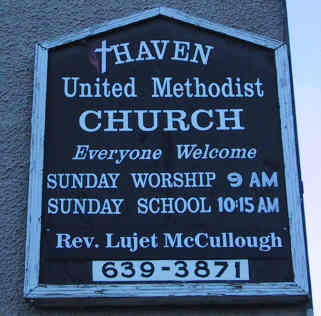 HAVEN
United Methodist
CHURCH
Everyone Welcome
SUNDAY WORSHIP 9 AM
SUNDAY SCHOOL 10:15 AM
Rev. Lujet McCullough
639-3871